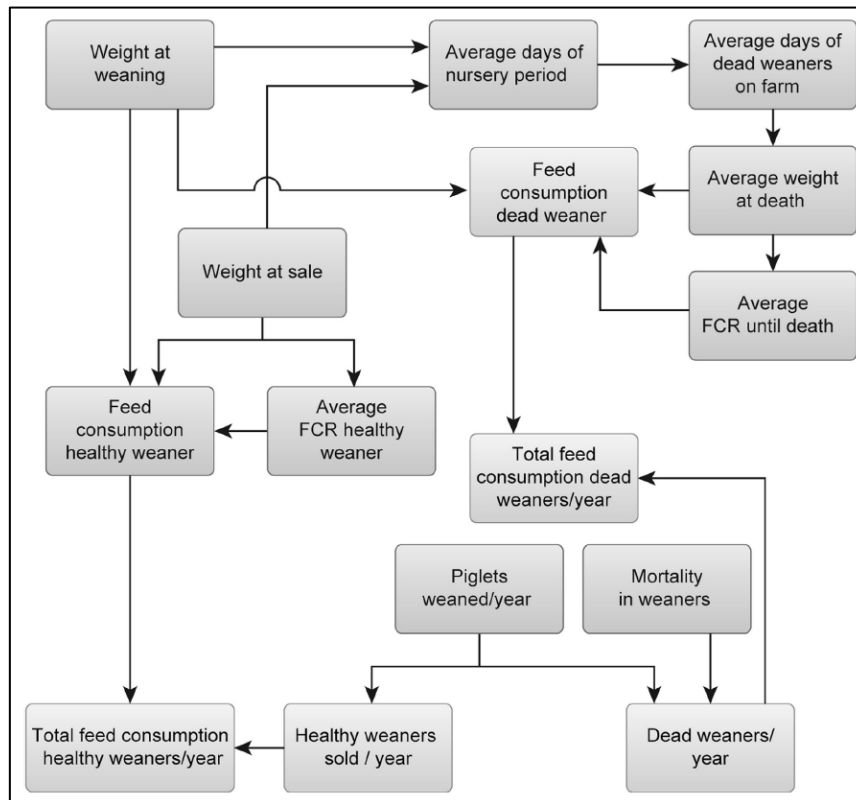 Weight at
weaning
Average days of
nursery period
Average days of
dead weaners
on farm
Feed
consumption
dead weaner
Average weight
at death
Weight at sale
Average
FCR until death
Feed
consumption
healthy weaner
Average
FCR healthy
weaner
Total feed
consumption dead
weaners/year
Piglets
weaned/year
Mortality
in weaners
Total feed consumption
healthy weaners/year
Healthy weaners
sold / year
Dead weaners/
year